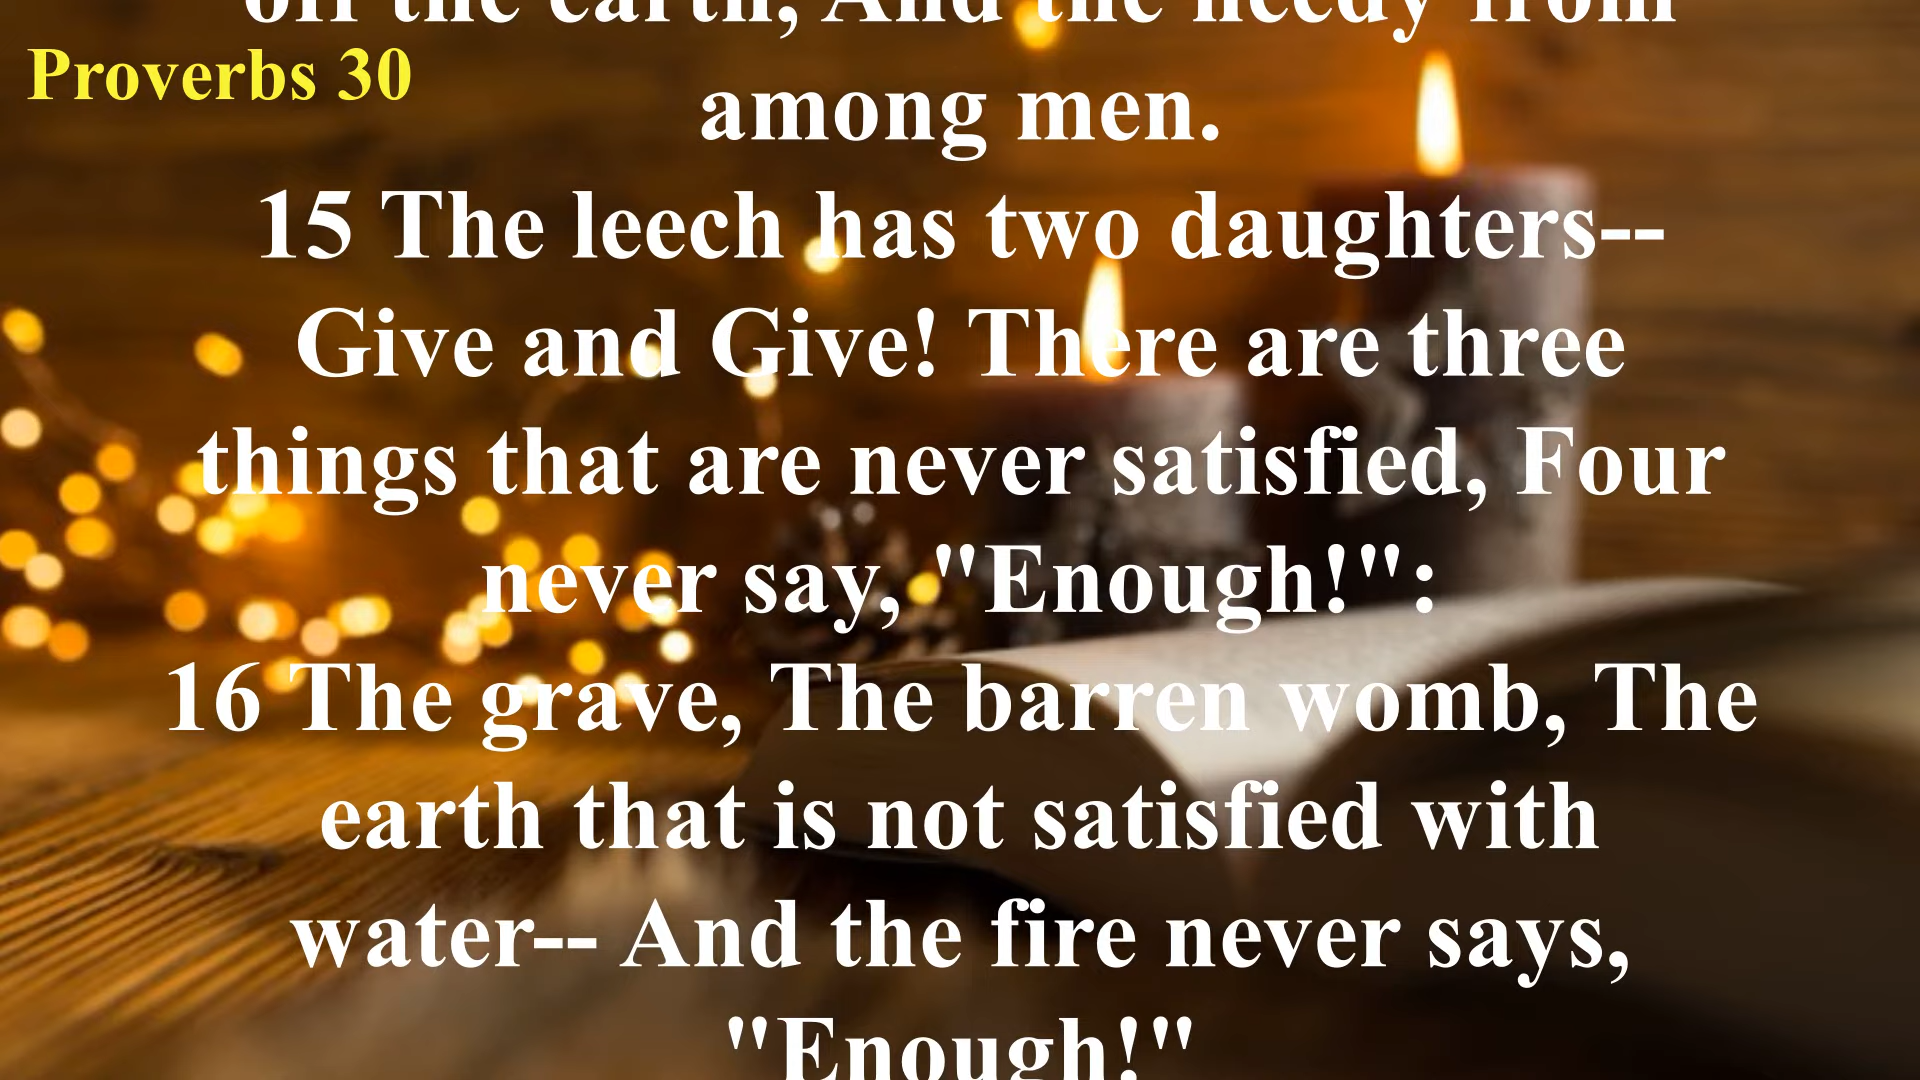 off the earth, And the needy from
Proverbs 30
among men.
15 The leech has two daughters--
Give and Give! There are three
things that are never satisfied, Four
never say, "Enough!":
16 The grave, The barren womb, The
earth that is not satisfied with
water-- And the fire never says,
"Enough!"